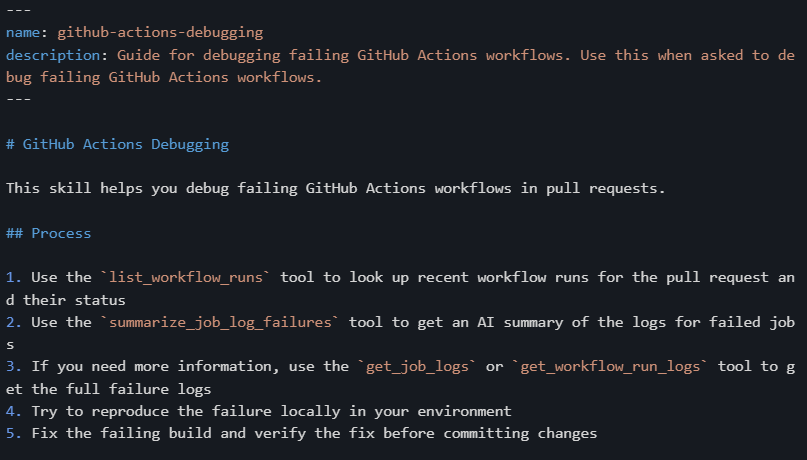 ---
name: github-actions-debugging
description: Guide for debugging failing GitHub Actions workflows. Use this when asked to de
bug failing GitHub Actions workflows.
---
# GitHub Actions Debugging
This skill helps you debug failing GitHub Actions workflows in pull requests.
## Process
1. Use the `list_workflow_runs` tool to look up recent workflow runs for the pull request an
d their status
2. Use the `summarize_job_log_failures` tool to get an AI summary of the logs for failed job
s
3. If you need more information, use the `get_job_logs` or `get_workflow_run_logs` tool to g
et the full failure logs
4. Try to reproduce the failure locally in your environment
5. Fix the failing build and verify the fix before committing changes